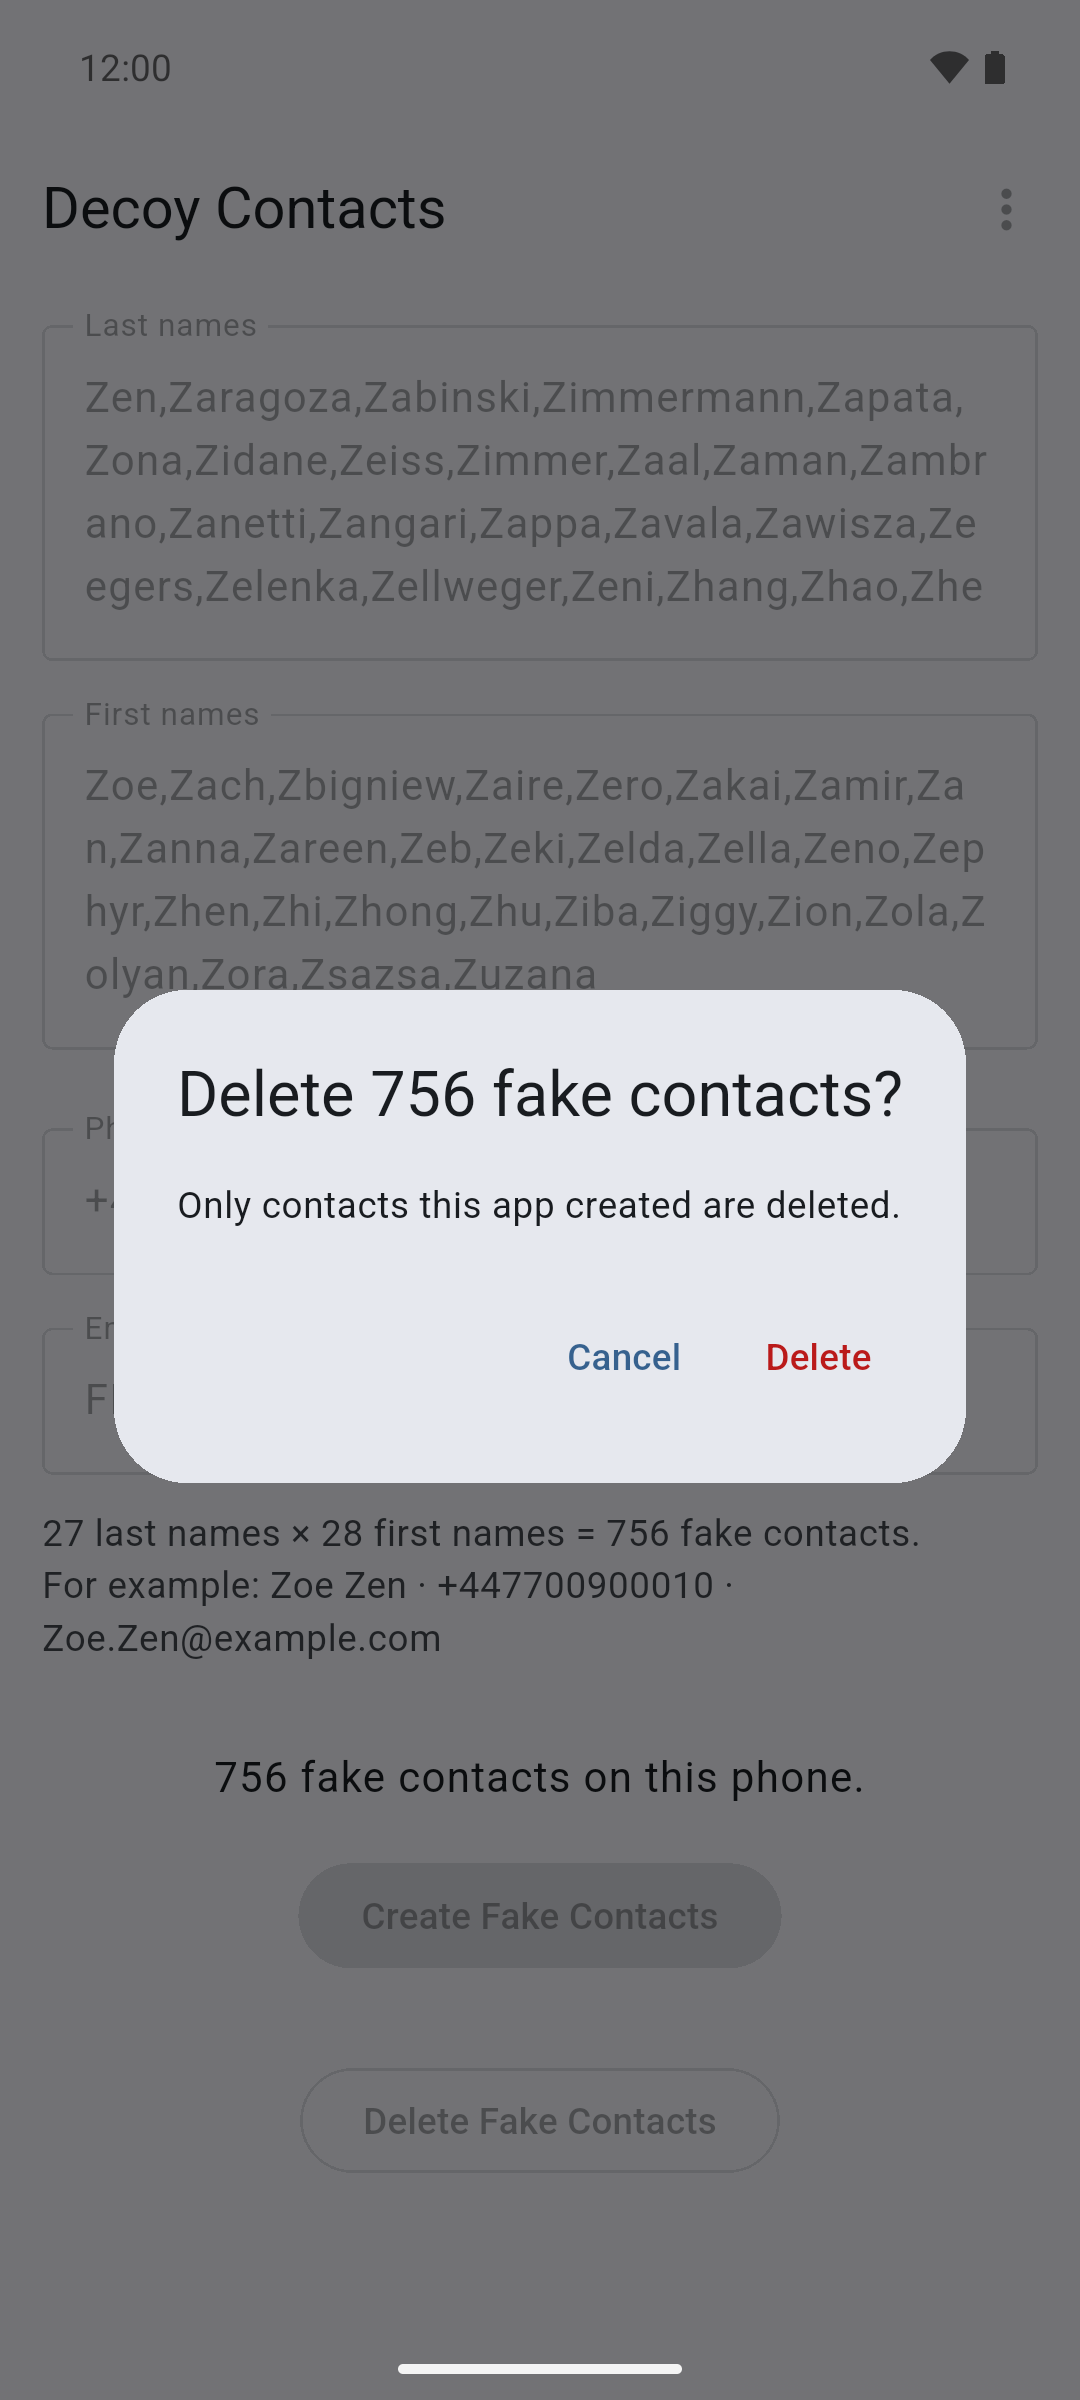 12:00
Decoy Contacts
Last names
Zen,Zaragoza,Zabinski,Zimmermann,Zapata,
Zona,Zidane,Zeiss,Zimmer,Zaal,Zaman,Zambr
ano,Zanetti,Zangari,Zappa,Zavala,Zawisza,Ze
egers,Zelenka,Zellweger,Zeni,Zhang,Zhao,Zhe
First names
Zoe,Zach,Zbigniew,Zaire,Zero,Zakai,Zamir,Za
n,Zanna,Zareen,Zeb,Zeki,Zelda,Zella,Zeno,Zep
hyr,Zhen,Zhi,Zhong,Zhu,Ziba,Ziggy,Zion,Zola,Z
olyan,Zora,Zsazsa,Zuzana
Delete 756 fake contacts?
Only contacts this app created are deleted.
Cancel Delete
27 last names × 28 first names = 756 fake contacts.
For example: Zoe Zen · +447700900010 ·
Zoe.Zen@example.com
756 fake contacts on this phone.
Create Fake Contacts
Delete Fake Contacts